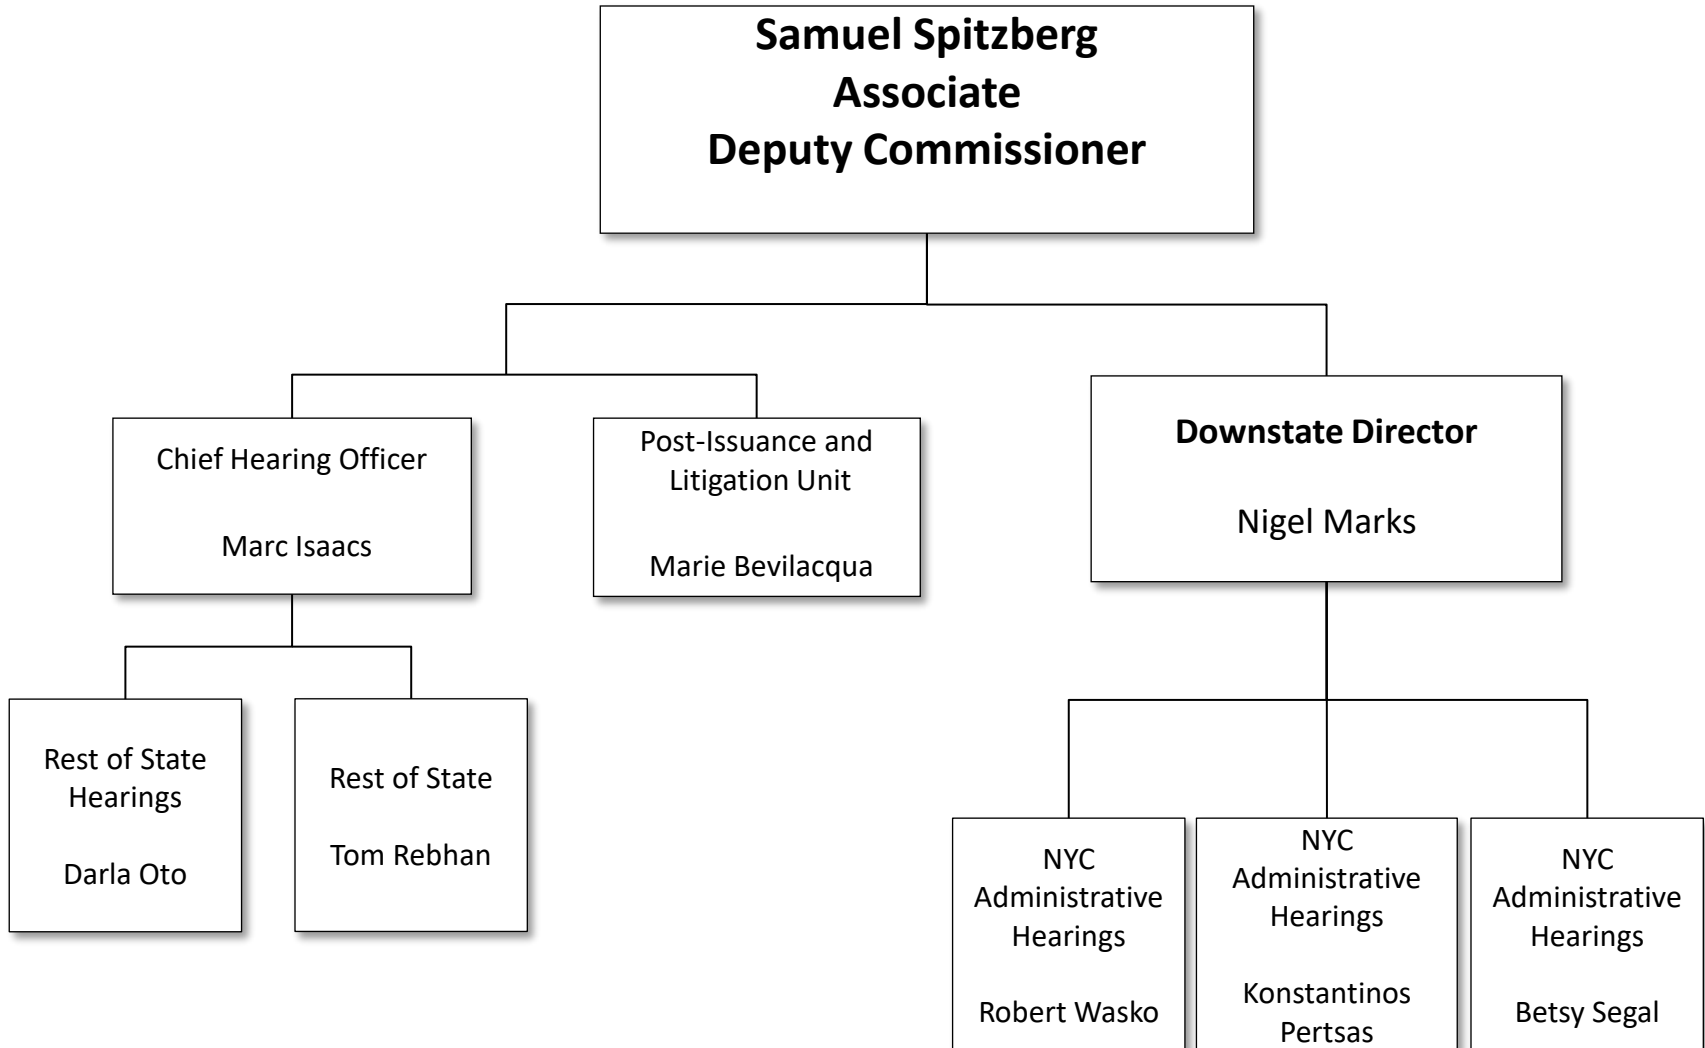 Samuel Spitzberg
Associate
Deputy Commissioner
Chief Hearing Officer
Marc Isaacs
Post-Issuance and
Litigation Unit
Marie Bevilacqua
Downstate Director
Nigel Marks
Rest of State
Hearings
Darla Oto
Rest of State
Tom Rebhan
NYC
Administrative
Hearings
Robert Wasko
NYC
Administrative
Hearings
Konstantinos
Pertsas
NYC
Administrative
Hearings
Betsy Segal